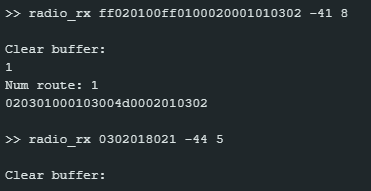 >> radio_rx ff020100ff0100020001010302 -41 8
Clear buffer:
1
Num route: 1
020301000103004d0002010302
>> radio_rx 0302018021 -44 5
Clear buffer: